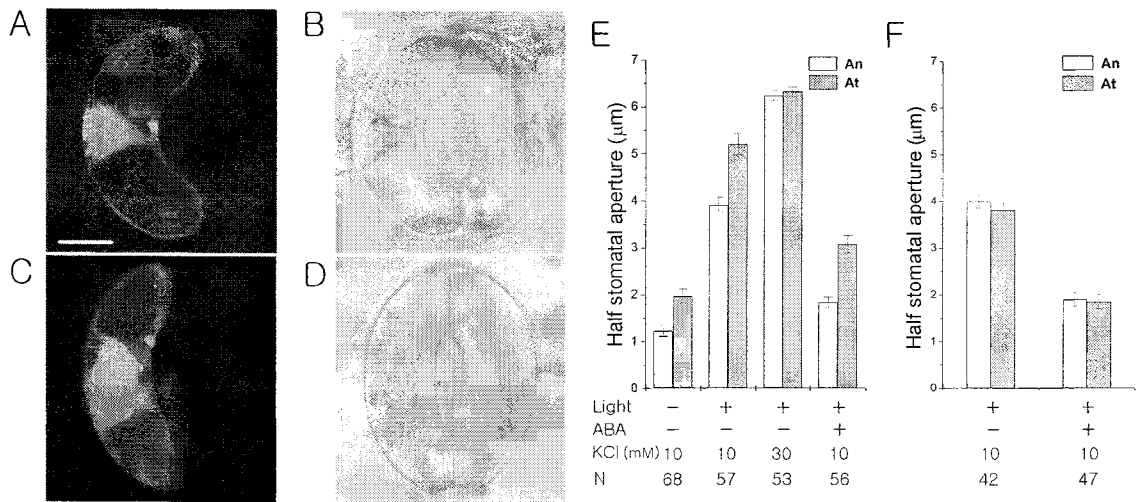 A
B
C
D
E
Half stomatal aperture (μm)
7
6
5
4
3
2
1
0
An
At
Light − + + +
ABA − − − +
KCl (mM) 10 10 30 10
N 68 57 53 56
F
Half stomatal aperture (μm)
7
6
5
4
3
2
1
0
An
At
+ +
− +
10 10
42 47